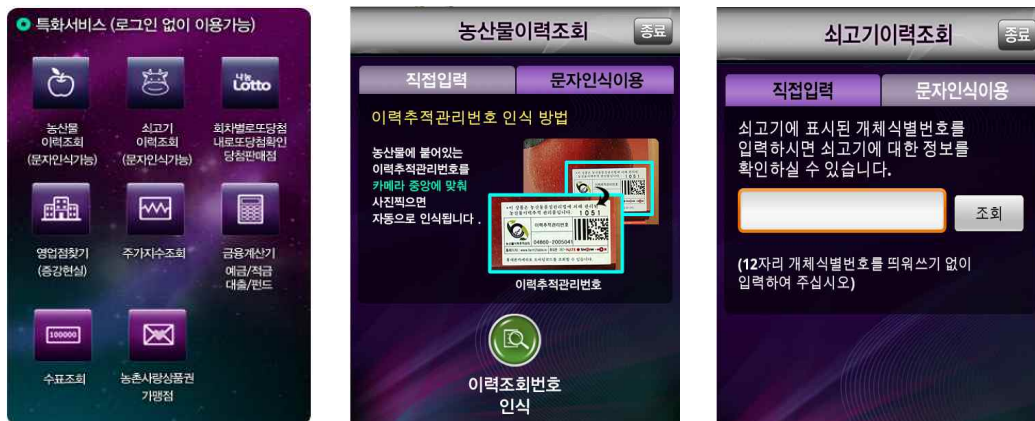 특화서비스 (로그인 없이 이용가능)
나눔
Lotto
농산물
이력조회
(문자인식가능)
쇠고기
이력조회
(문자인식가능)
회차별로또당첨
내로또당첨확인
당첨판매점
영업점찾기
(증강현실)
주가지수조회
금융계산기
예금/적금
대출/펀드
100000
수표조회
농촌사랑상품권
가맹점
농산물이력조회
종료
직접입력
문자인식이용
이력추적관리번호 인식 방법
농산물에 붙어있는
이력추적관리번호를
카메라 중앙에 맞춰
사진찍으면
자동으로 인식됩니다 .
1051
1051
이력추적관리번호
04860-2005041
이력추적관리번호
이력조회번호
인식
쇠고기이력조회
종료
직접입력
문자인식이용
쇠고기에 표시된 개체식별번호를
입력하시면 쇠고기에 대한 정보를
확인하실 수 있습니다.
조회
(12자리 개체식별번호를 띄워쓰기 없이
입력하여 주십시오)